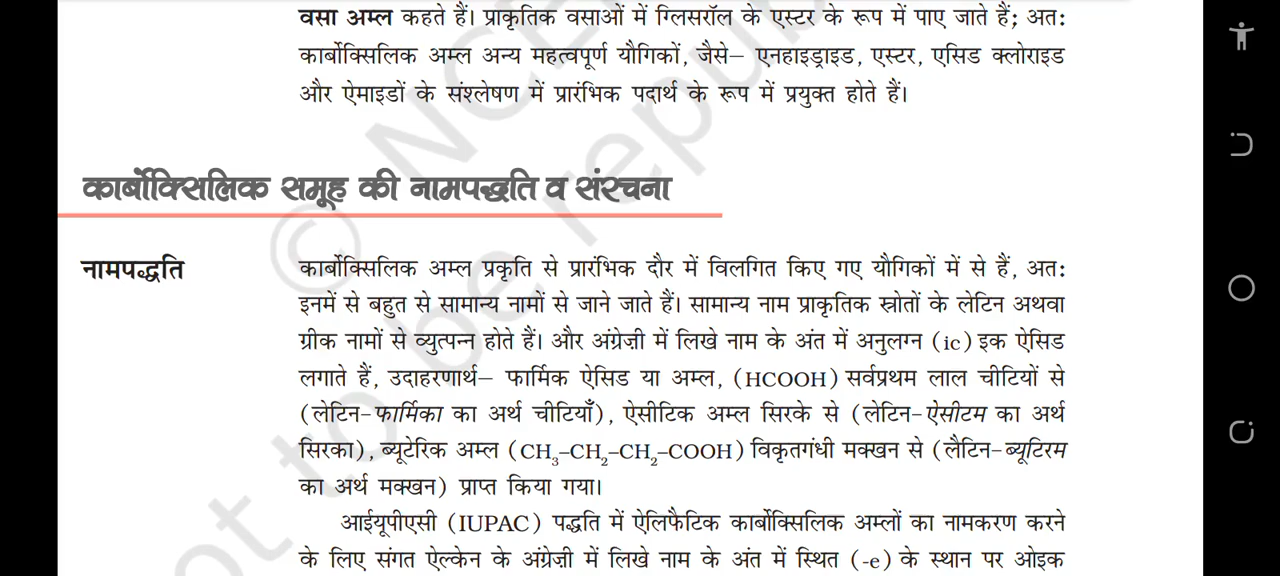 वसा अम्ल कहते हैं। प्राकृतिक वसाओं में ग्लिसरॉल के एस्टर के रूप में पाए जाते हैं; अत:
कार्बोक्सिलिक अम्ल अन्य महत्वपूर्ण यौगिकों, जैसे– एनहाइड्राइड, एस्टर, एसिड क्लोराइड
और ऐमाइडों के संश्लेषण में प्रारंभिक पदार्थ के रूप में प्रयुक्त होते हैं।
कार्बोक्सिलिक समूह की नामपद्धति व संरचना
नामपद्धति
कार्बोक्सिलिक अम्ल प्रकृति से प्रारंभिक दौर में विलगित किए गए यौगिकों में से हैं, अत:
इनमें से बहुत से सामान्य नामों से जाने जाते हैं। सामान्य नाम प्राकृतिक स्रोतों के लेटिन अथवा
ग्रीक नामों से व्युत्पन्न होते हैं। और अंग्रेज़ी में लिखे नाम के अंत में अनुलग्न (ic) इक ऐसिड
लगाते हैं, उदाहरणार्थ– फार्मिक ऐसिड या अम्ल, (HCOOH) सर्वप्रथम लाल चीटियों से
(लेटिन-फार्मिका का अर्थ चीटियाँ), ऐसीटिक अम्ल सिरके से (लेटिन-ऐसीटम का अर्थ
सिरका), ब्यूटेरिक अम्ल (CH₃–CH₂–CH₂–COOH) विकृतगंधी मक्खन से (लैटिन-ब्यूटिरम
का अर्थ मक्खन) प्राप्त किया गया।
आईयूपीएसी (IUPAC) पद्धति में ऐलिफैटिक कार्बोक्सिलिक अम्लों का नामकरण करने
के लिए संगत ऐल्केन के अंग्रेज़ी में लिखे नाम के अंत में स्थित (-e) के स्थान पर ओइक